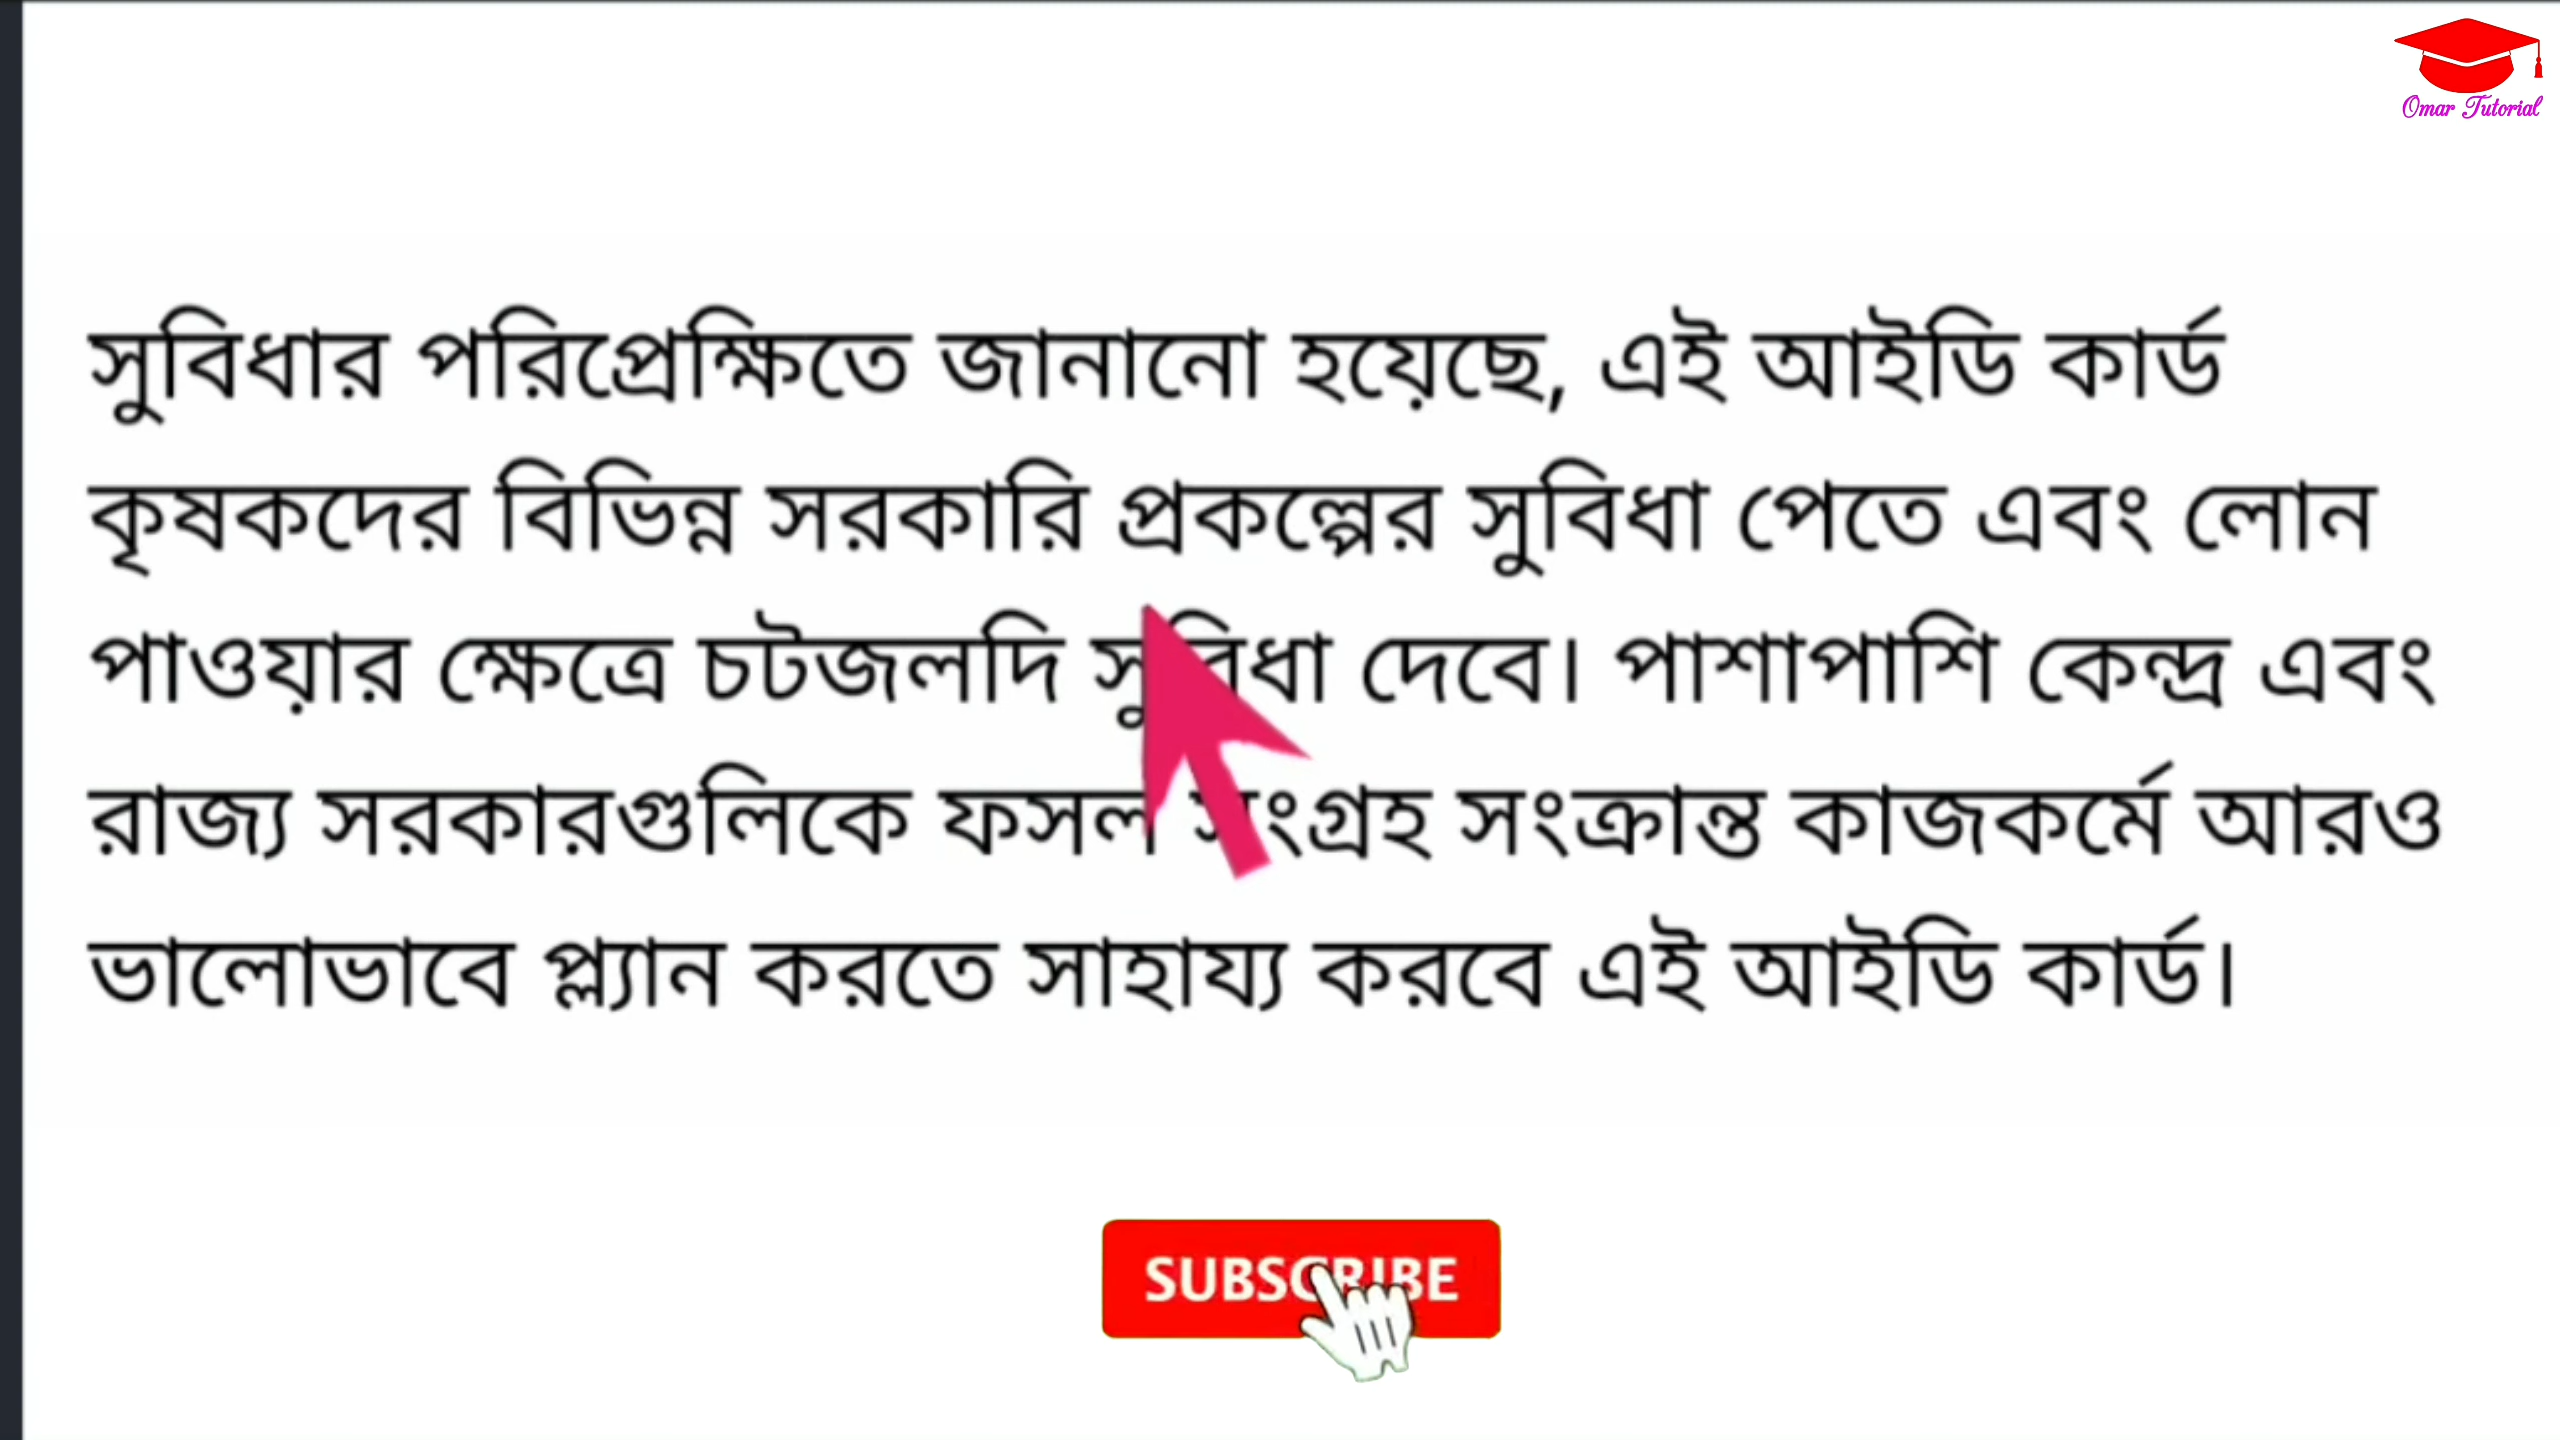 Omar Tutorial
সুবিধার পরিপ্রেক্ষিতে জানানো হয়েছে, এই আইডি কার্ড
কৃষকদের বিভিন্ন সরকারি প্রকল্পের সুবিধা পেতে এবং লোন
পাওয়ার ক্ষেত্রে চটজলদি সুবিধা দেবে। পাশাপাশি কেন্দ্র এবং
রাজ্য সরকারগুলিকে ফসল সংগ্রহ সংক্রান্ত কাজকর্মে আরও
ভালোভাবে প্ল্যান করতে সাহায্য করবে এই আইডি কার্ড।
SUBSCRIBE